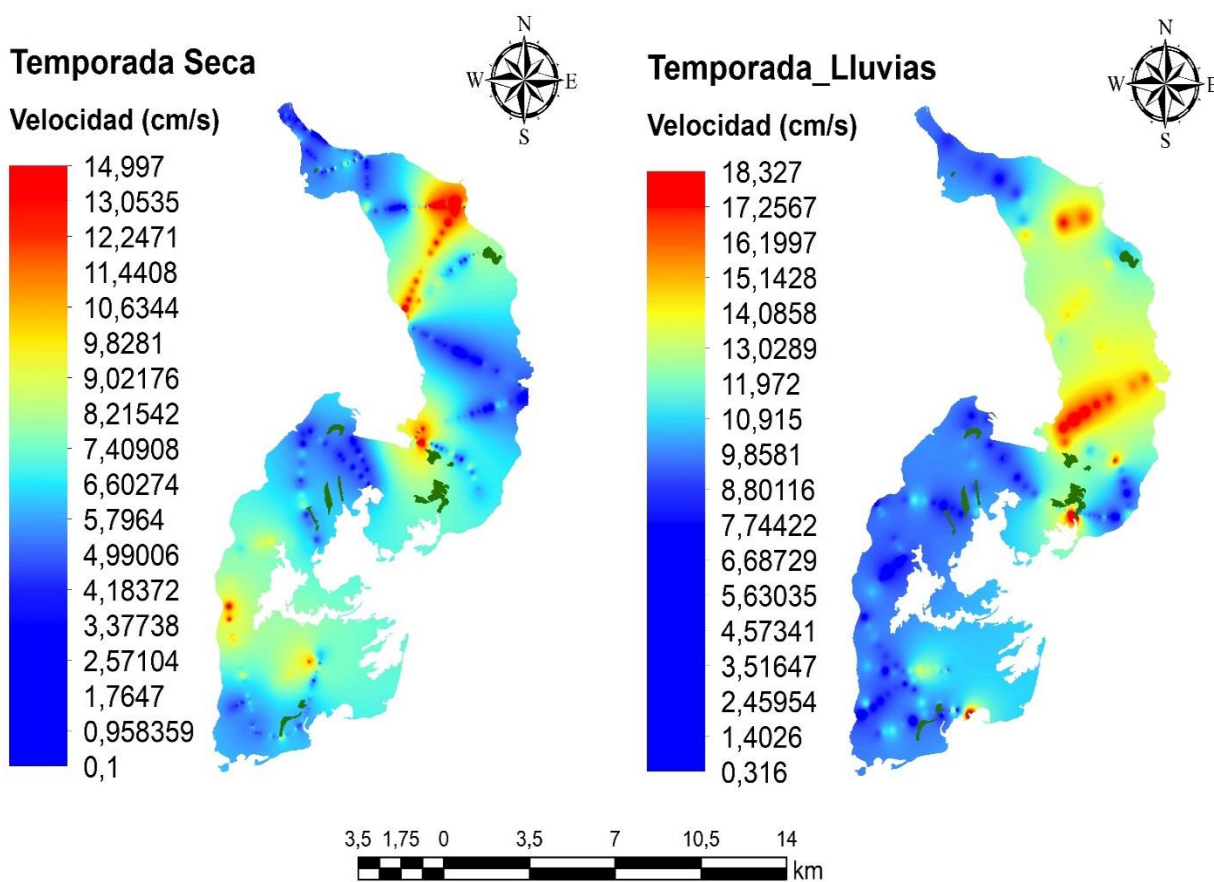 Temporada Seca
Velocidad (cm/s)
14,997
13,0535
12,2471
11,4408
10,6344
9,8281
9,02176
8,21542
7,40908
6,60274
5,7964
4,99006
4,18372
3,37738
2,57104
1,7647
0,958359
0,1
N
W
E
S
Temporada_Lluvias
Velocidad (cm/s)
18,327
17,2567
16,1997
15,1428
14,0858
13,0289
11,972
10,915
9,8581
8,80116
7,74422
6,68729
5,63035
4,57341
3,51647
2,45954
1,4026
0,316
N
W
E
S
3,5 1,75 0 3,5 7 10,5 14
km